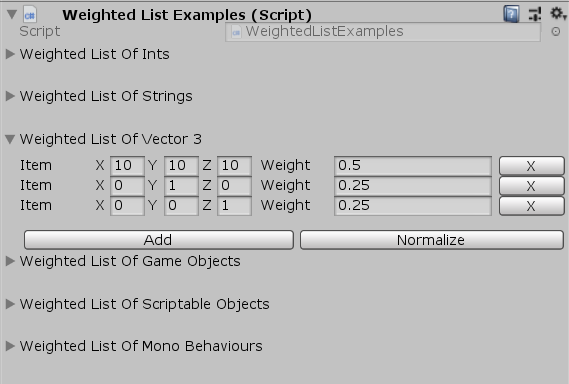 Weighted List Examples (Script)
Script WeightedListExamples
Weighted List Of Ints
Weighted List Of Strings
Weighted List Of Vector 3
Item X 10 Y 10 Z 10 Weight 0.5 X
Item X 0 Y 1 Z 0 Weight 0.25 X
Item X 0 Y 0 Z 1 Weight 0.25 X
Add Normalize
Weighted List Of Game Objects
Weighted List Of Scriptable Objects
Weighted List Of Mono Behaviours